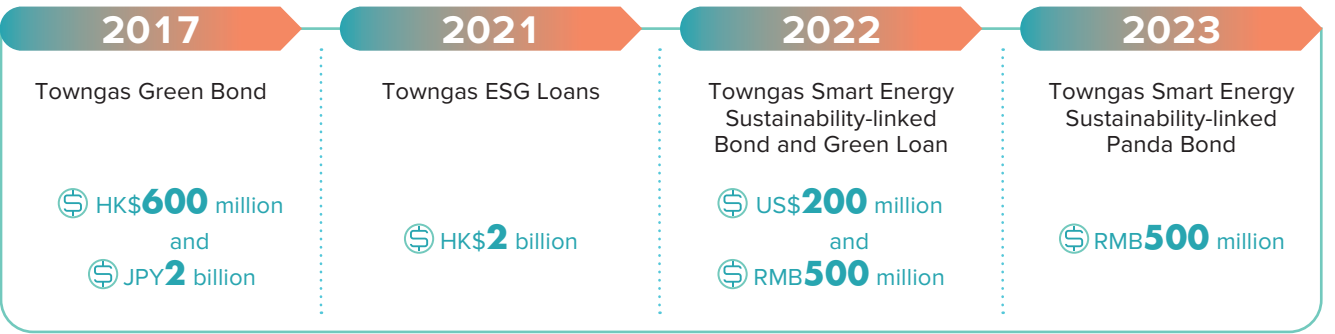 2017
Towngas Green Bond
HK$600 million
and
JPY2 billion
2021
Towngas ESG Loans
HK$2 billion
2022
Towngas Smart Energy
Sustainability-linked
Bond and Green Loan
US$200 million
and
RMB500 million
2023
Towngas Smart Energy
Sustainability-linked
Panda Bond
RMB500 million